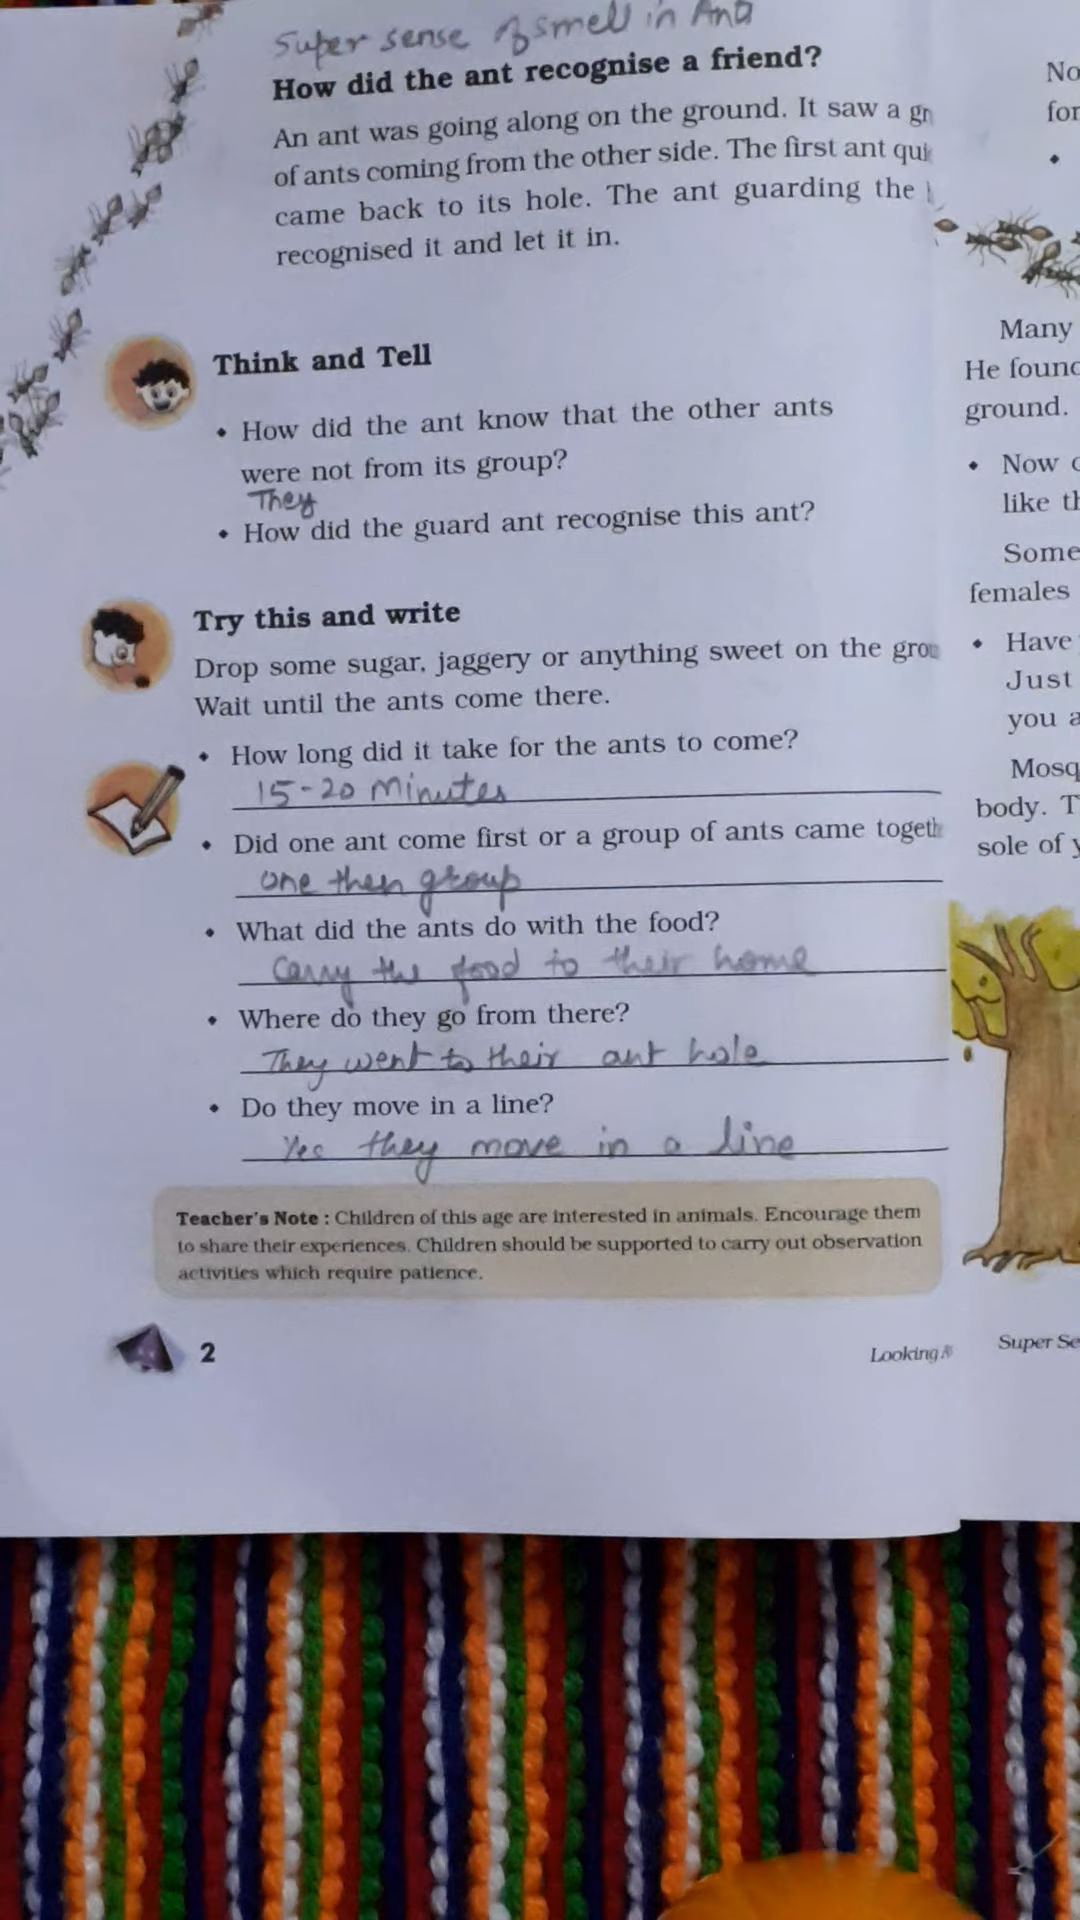 Super sense of smell in Ant
How did the ant recognise a friend?
An ant was going along on the ground. It saw a
of ants coming from the other side. The first ant
came back to its hole. The ant guarding the
recognised it and let it in.
Think and Tell
• How did the ant know that the other ants
were not from its group?
They
• How did the guard ant recognise this ant?
Try this and write
Drop some sugar, jaggery or anything sweet on the
Wait until the ants come there.
• How long did it take for the ants to come?
15-20 Minutes
• Did one ant come first or a group of ants came
one then group
• What did the ants do with the food?
Carry the food to their home
• Where do they go from there?
They went to their ant hole
• Do they move in a line?
Yes they move in a line
Teacher's Note : Children of this age are interested in animals. Encourage them
to share their experiences. Children should be supported to carry out observation
activities which require patience.
2
Looking
No
for
•
Many
He found
ground.
• Now
like
Some
females
• Have
Just
you
body.
sole of
Super